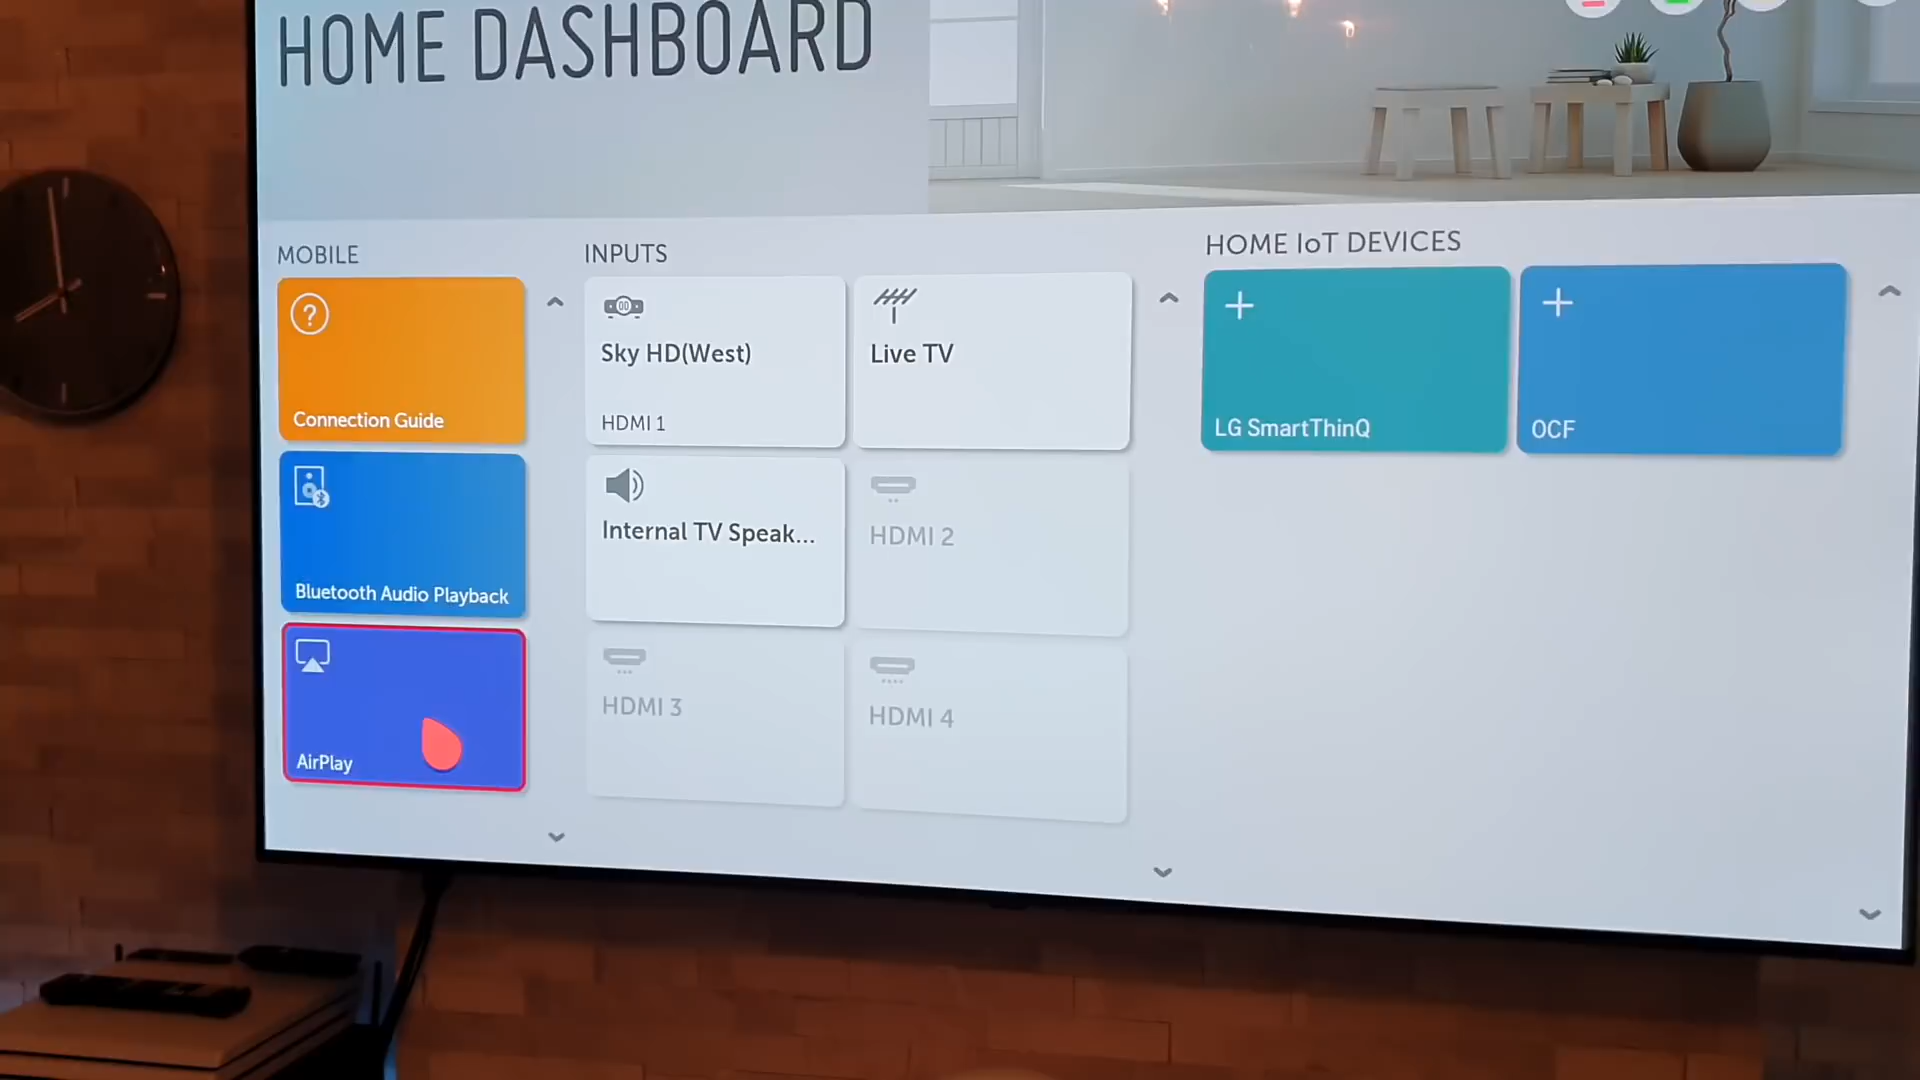 HOME DASHBOARD
MOBILE
Connection Guide
Bluetooth Audio Playback
AirPlay
INPUTS
Sky HD(West)
HDMI 1
Live TV
Internal TV Speak...
HDMI 2
HDMI 3
HDMI 4
HOME IoT DEVICES
LG SmartThinQ
OCF